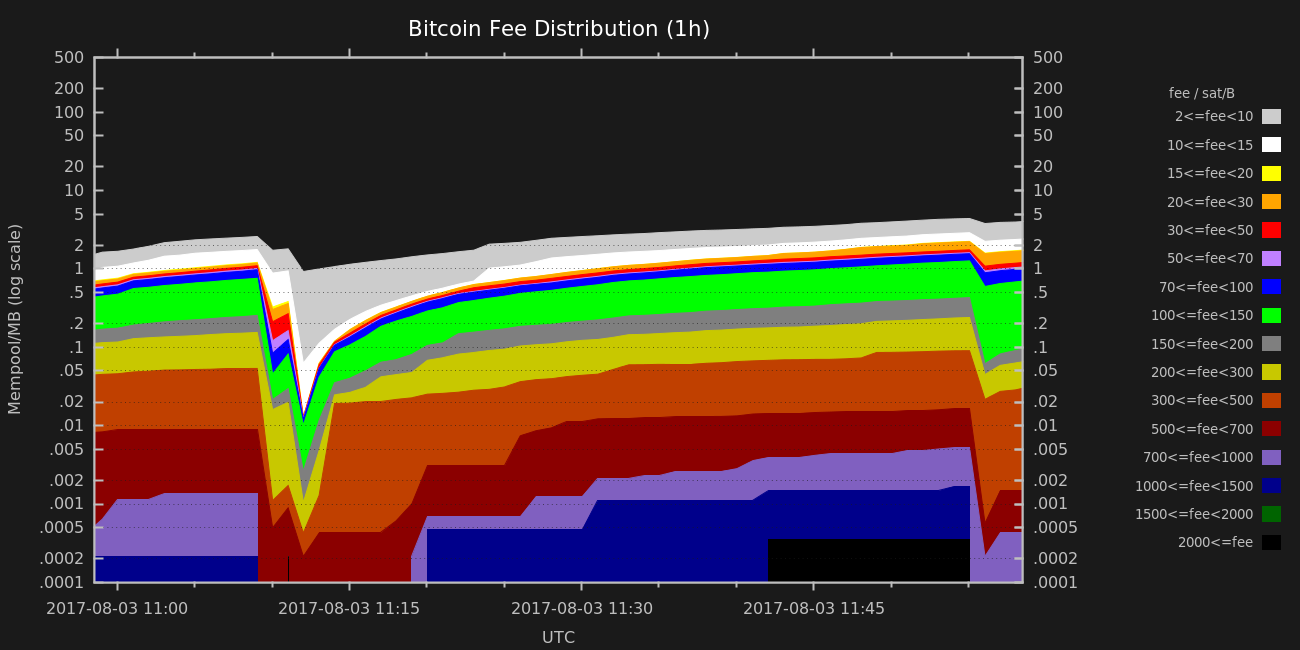 Bitcoin Fee Distribution (1h)
500 500
200 200
100 100
50 50
20 20
10 10
5 5
2 2
1 1
.5 .5
.2 .2
.1 .1
.05 .05
.02 .02
.01 .01
.005 .005
.002 .002
.001 .001
.0005 .0005
.0002 .0002
.0001 .0001
Mempool/MB (log scale)
2017-08-03 11:00 2017-08-03 11:15 2017-08-03 11:30 2017-08-03 11:45
UTC
fee / sat/B
2<=fee<10
10<=fee<15
15<=fee<20
20<=fee<30
30<=fee<50
50<=fee<70
70<=fee<100
100<=fee<150
150<=fee<200
200<=fee<300
300<=fee<500
500<=fee<700
700<=fee<1000
1000<=fee<1500
1500<=fee<2000
2000<=fee